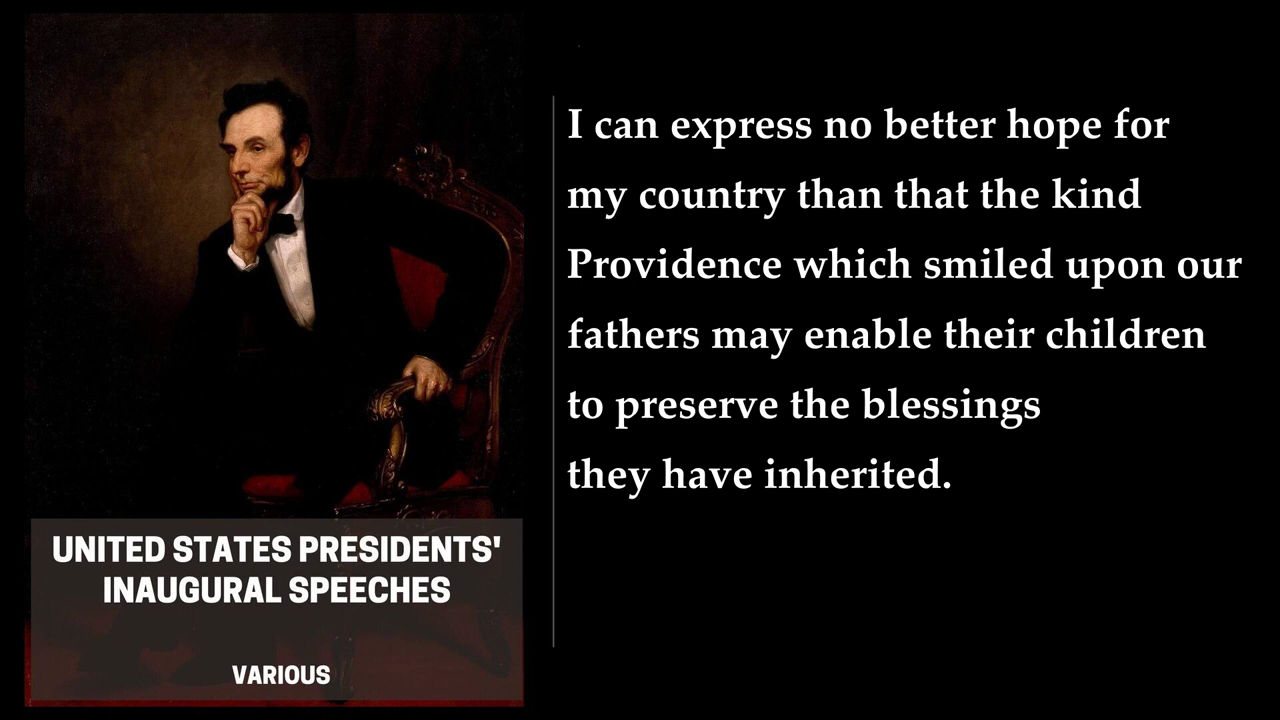 I can express no better hope for
my country than that the kind
Providence which smiled upon our
fathers may enable their children
to preserve the blessings
they have inherited.
UNITED STATES PRESIDENTS'
INAUGURAL SPEECHES
VARIOUS